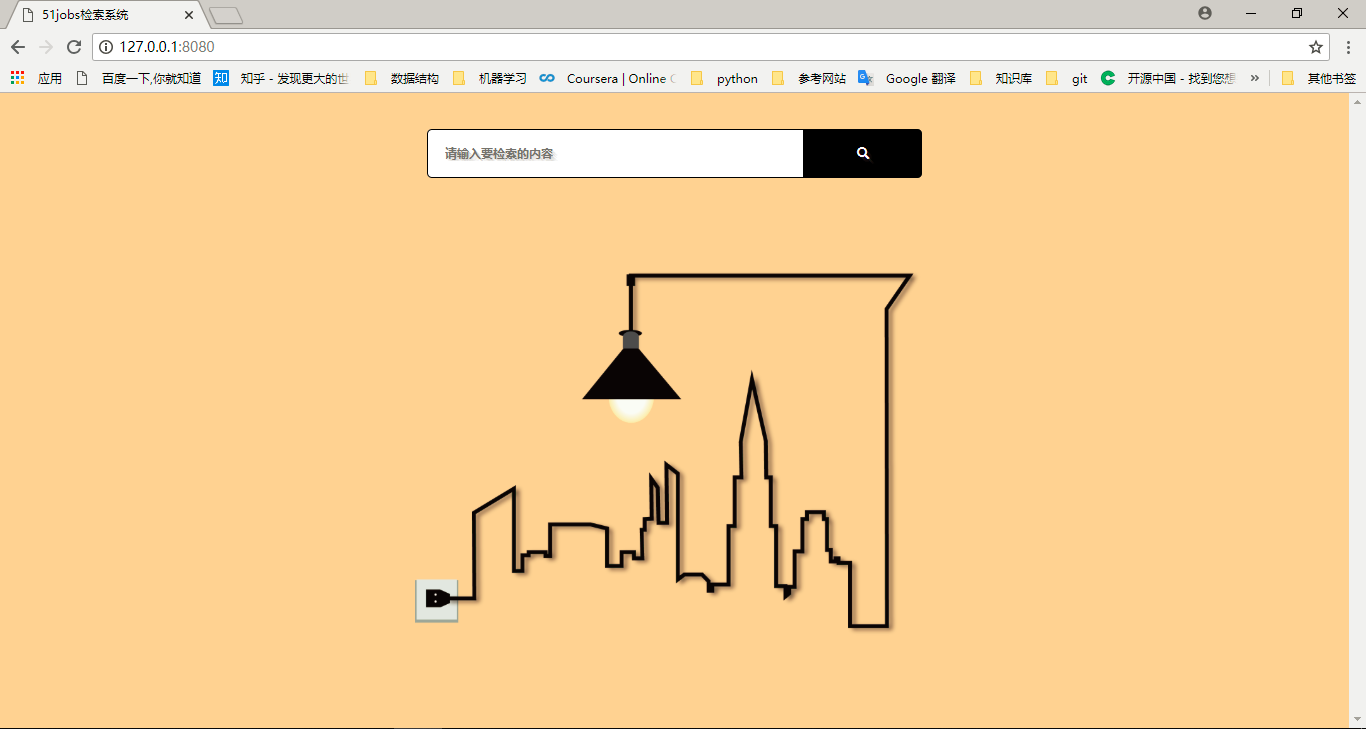 51jobs检索系统
127.0.0.1:8080
应用 百度一下,你就知道 知 知乎 - 发现更大的世 数据结构 机器学习 Coursera | Online C python 参考网站 Google 翻译 知识库 git 开源中国 - 找到您想 » 其他书签
请输入要检索的内容